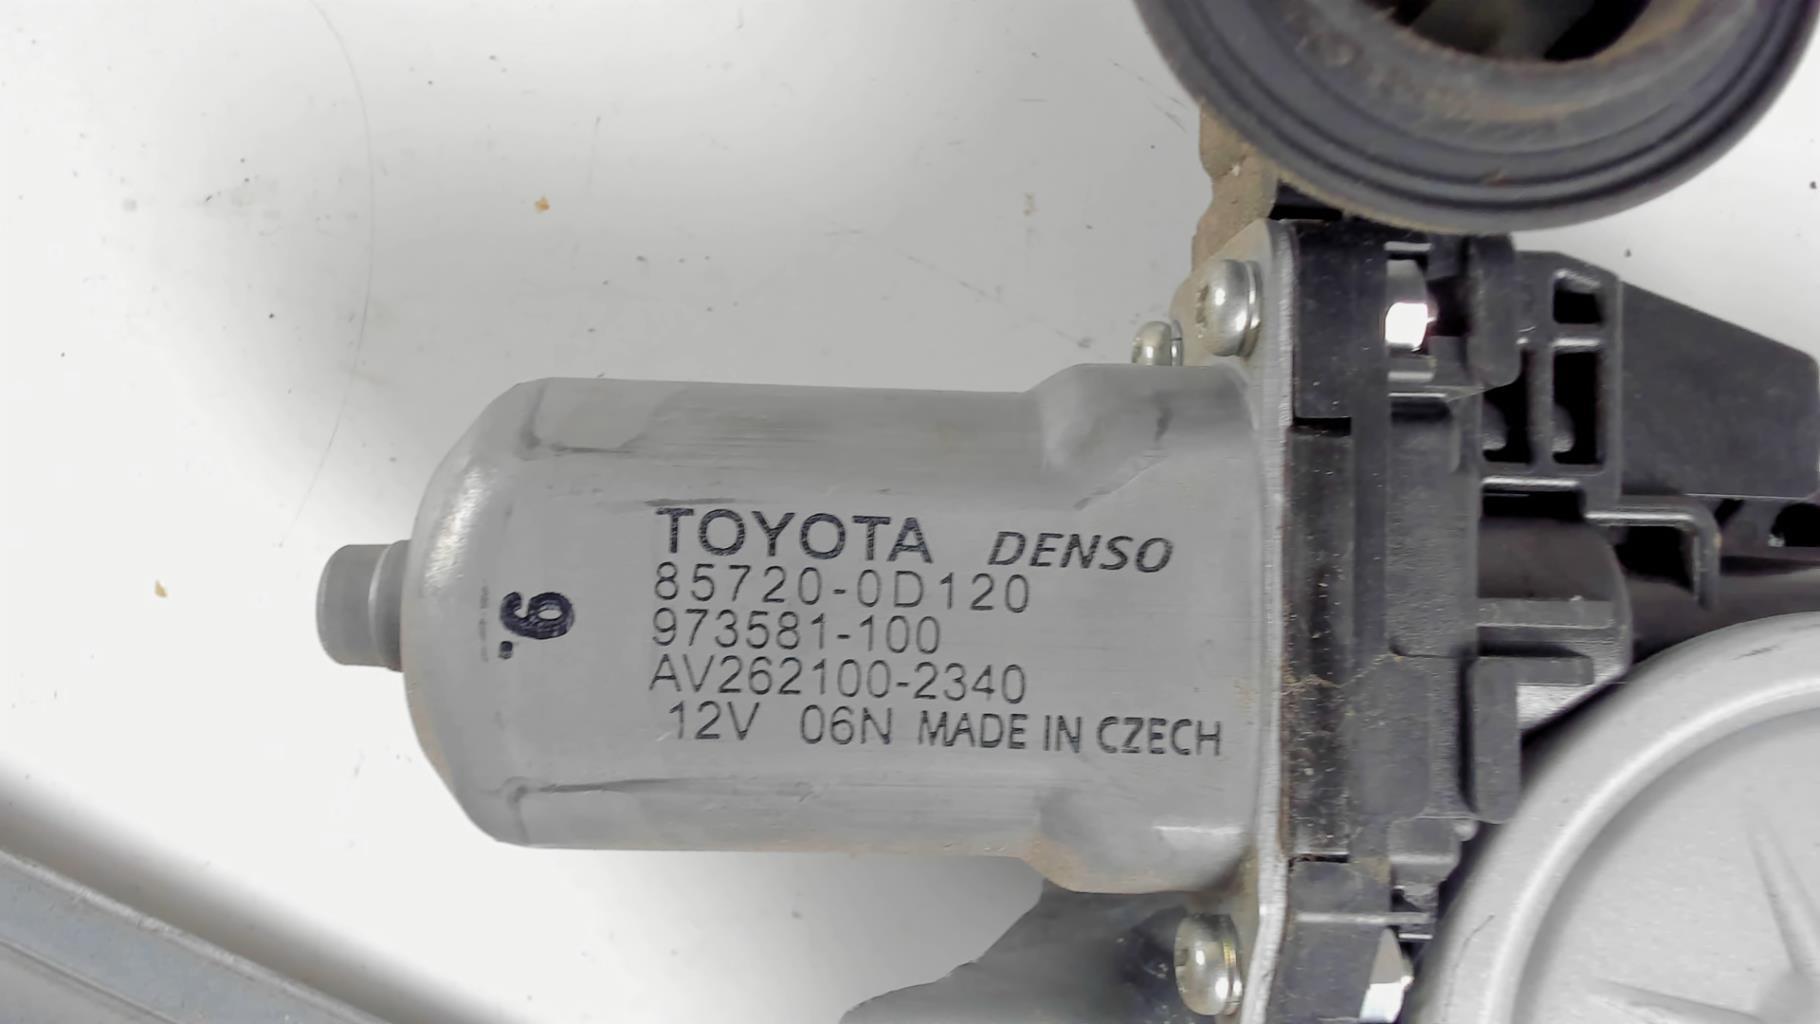 TOYOTA DENSO
85720-0D120
973581-100
AV262100-2340
12V 06N MADE IN CZECH
9.